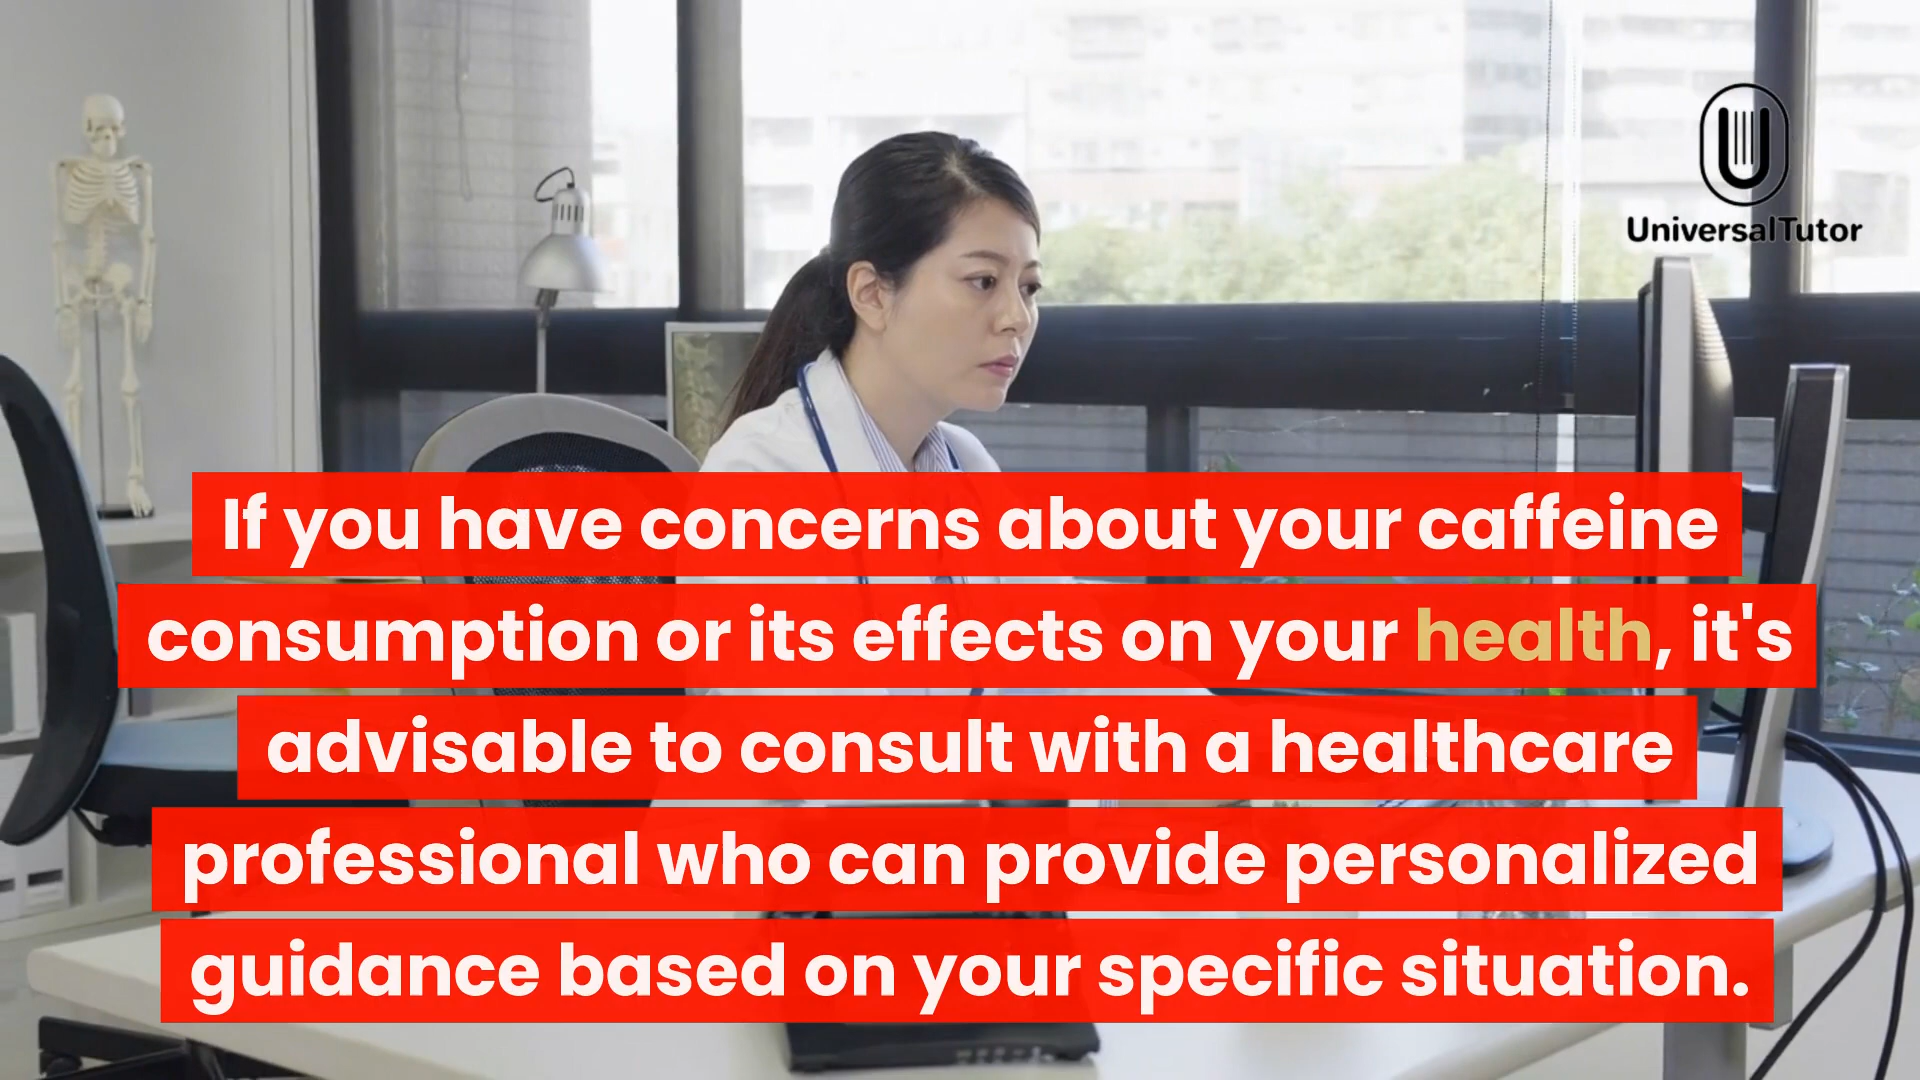 UniversalTutor
If you have concerns about your caffeine
consumption or its effects on your health, it's
advisable to consult with a healthcare
professional who can provide personalized
guidance based on your specific situation.